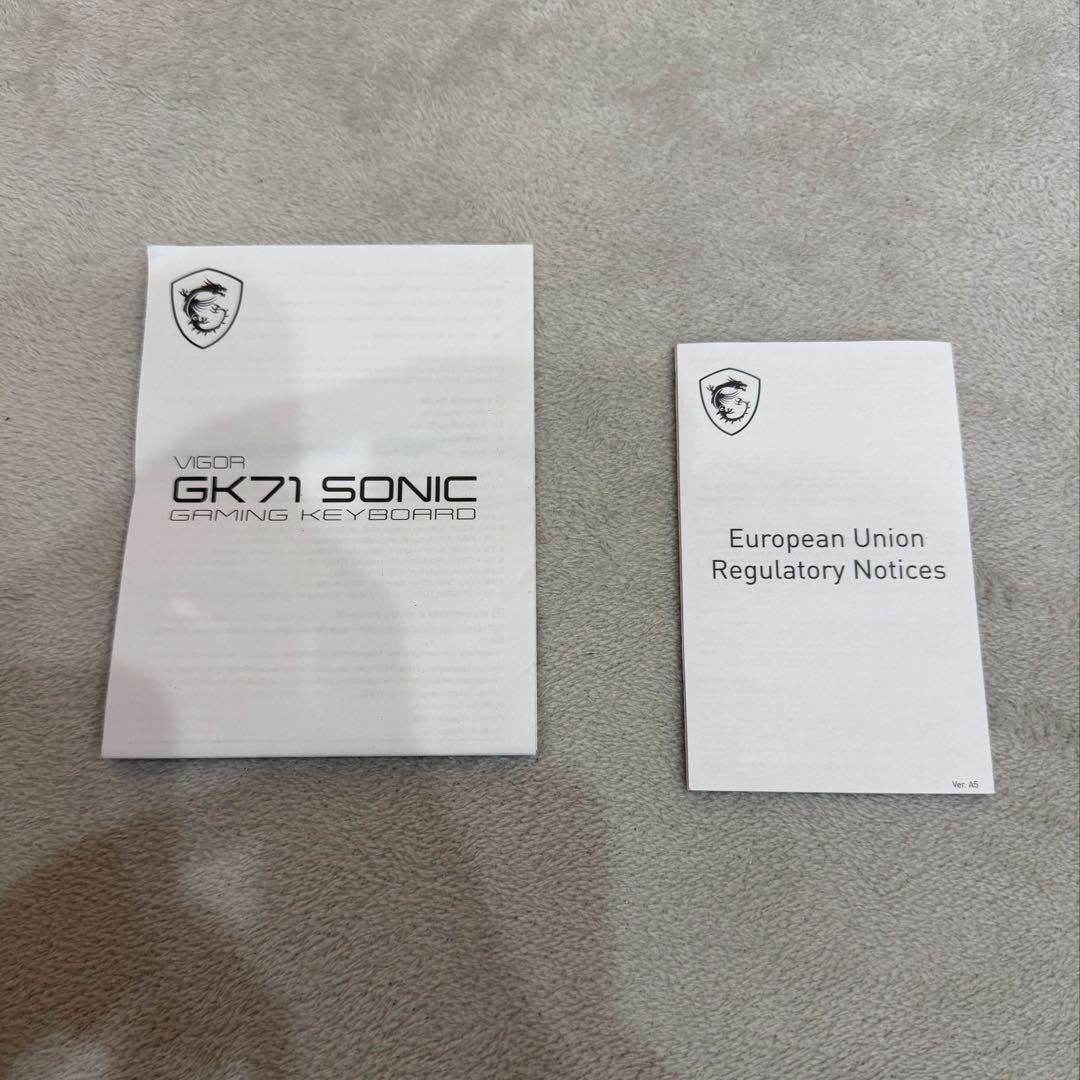 VIGOR
GK71 SONIC
GAMING KEYBOARD
European Union
Regulatory Notices
Ver. A5